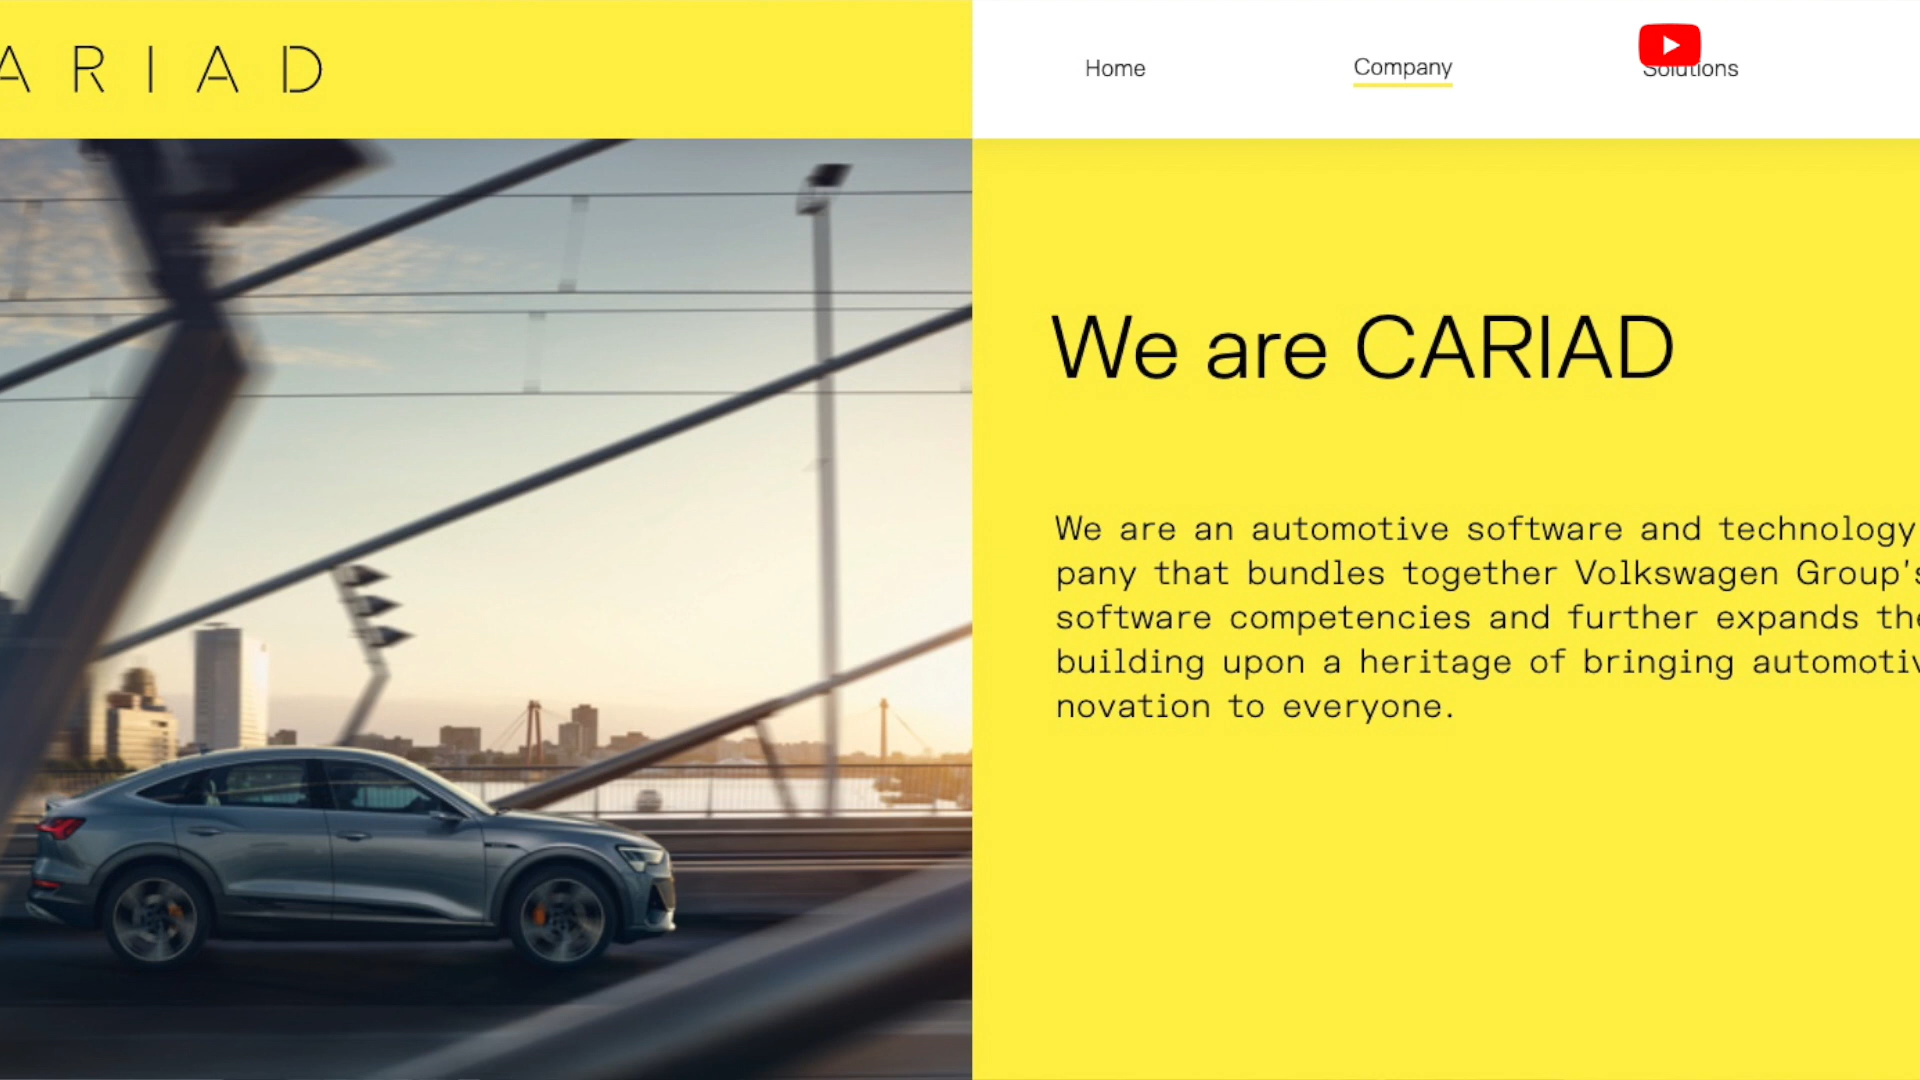 ARIAD
Home Company Solutions
We are CARIAD
We are an automotive software and technology
pany that bundles together Volkswagen Group's
software competencies and further expands the
building upon a heritage of bringing automotiv
novation to everyone.